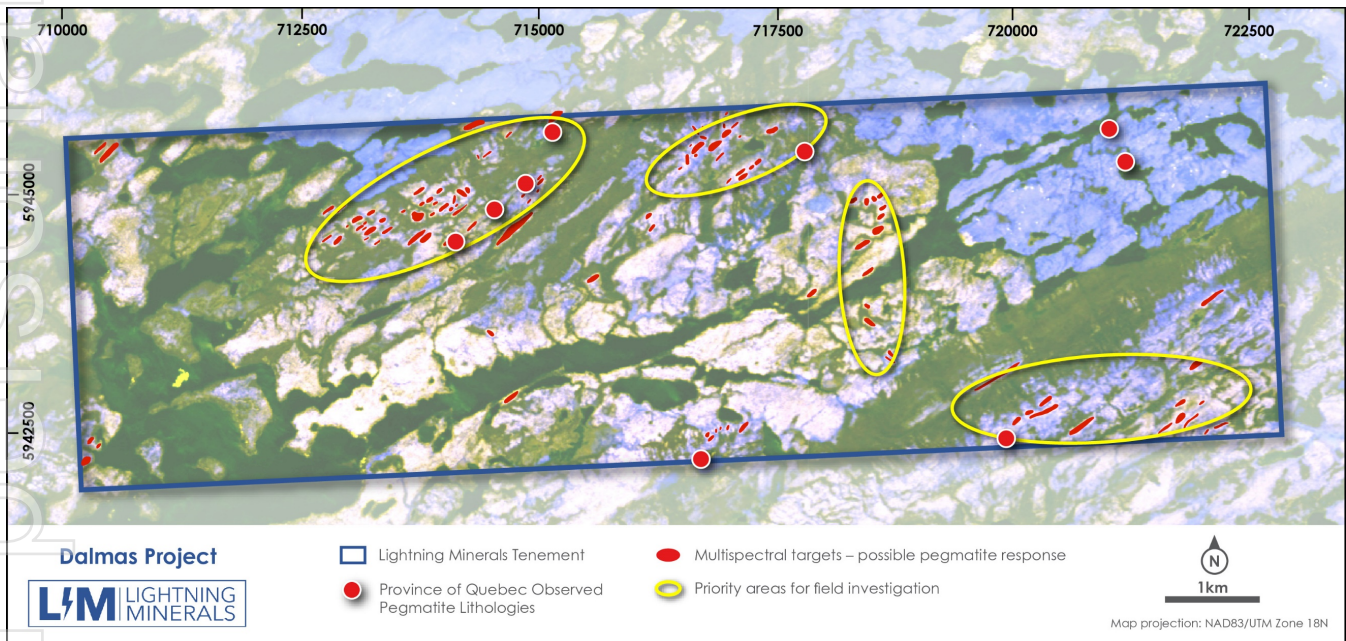 710000 712500 715000 717500 720000 722500
5945000
5942500
Dalmas Project
LM LIGHTNING
MINERALS
Lightning Minerals Tenement
Province of Quebec Observed
Pegmatite Lithologies
Multispectral targets – possible pegmatite response
Priority areas for field investigation
N
1km
Map projection: NAD83/UTM Zone 18N